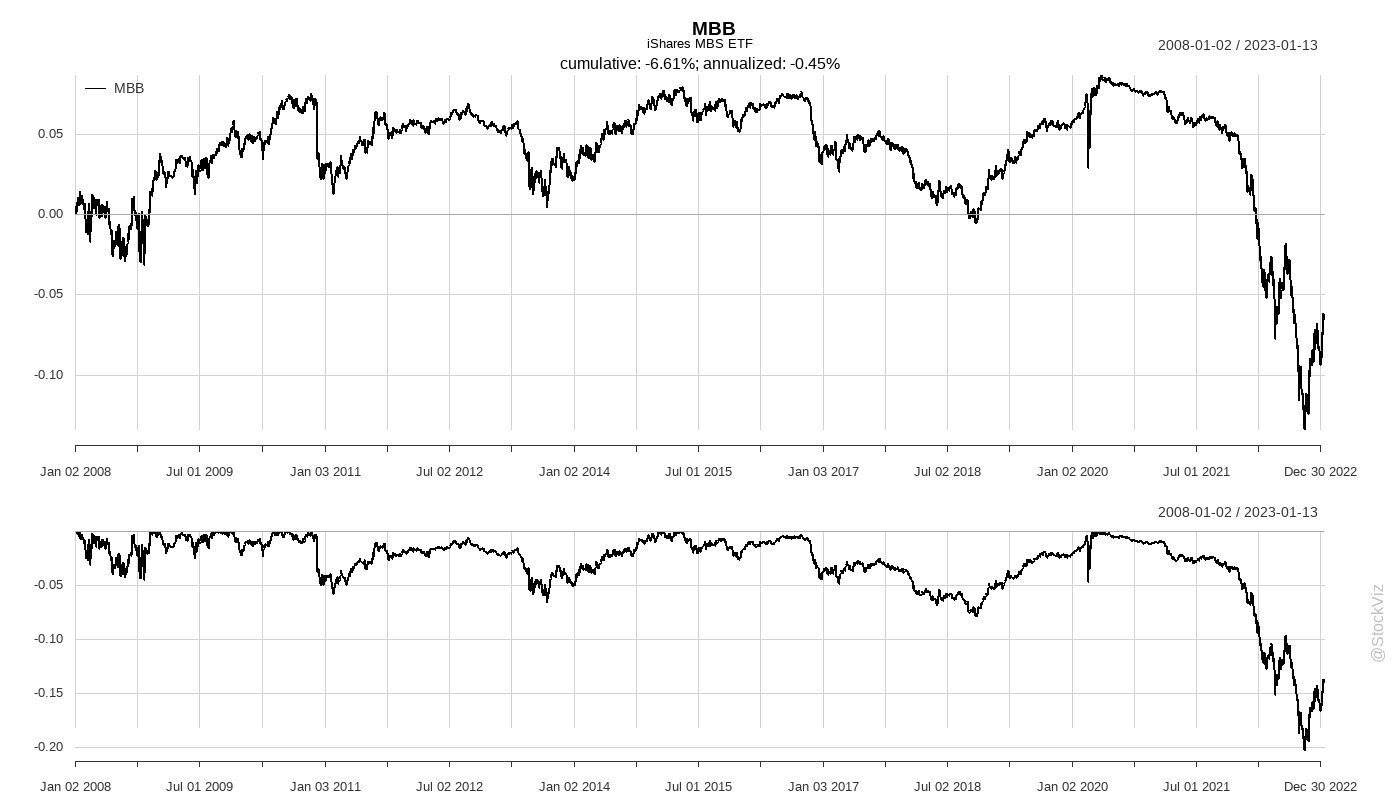 MBB
iShares MBS ETF
2008-01-02 / 2023-01-13
cumulative: -6.61%; annualized: -0.45%
MBB
0.05
0.00
-0.05
-0.10
Jan 02 2008 Jul 01 2009 Jan 03 2011 Jul 02 2012 Jan 02 2014 Jul 01 2015 Jan 03 2017 Jul 02 2018 Jan 02 2020 Jul 01 2021 Dec 30 2022
2008-01-02 / 2023-01-13
-0.05
-0.10
-0.15
-0.20
Jan 02 2008 Jul 01 2009 Jan 03 2011 Jul 02 2012 Jan 02 2014 Jul 01 2015 Jan 03 2017 Jul 02 2018 Jan 02 2020 Jul 01 2021 Dec 30 2022
@StockViz